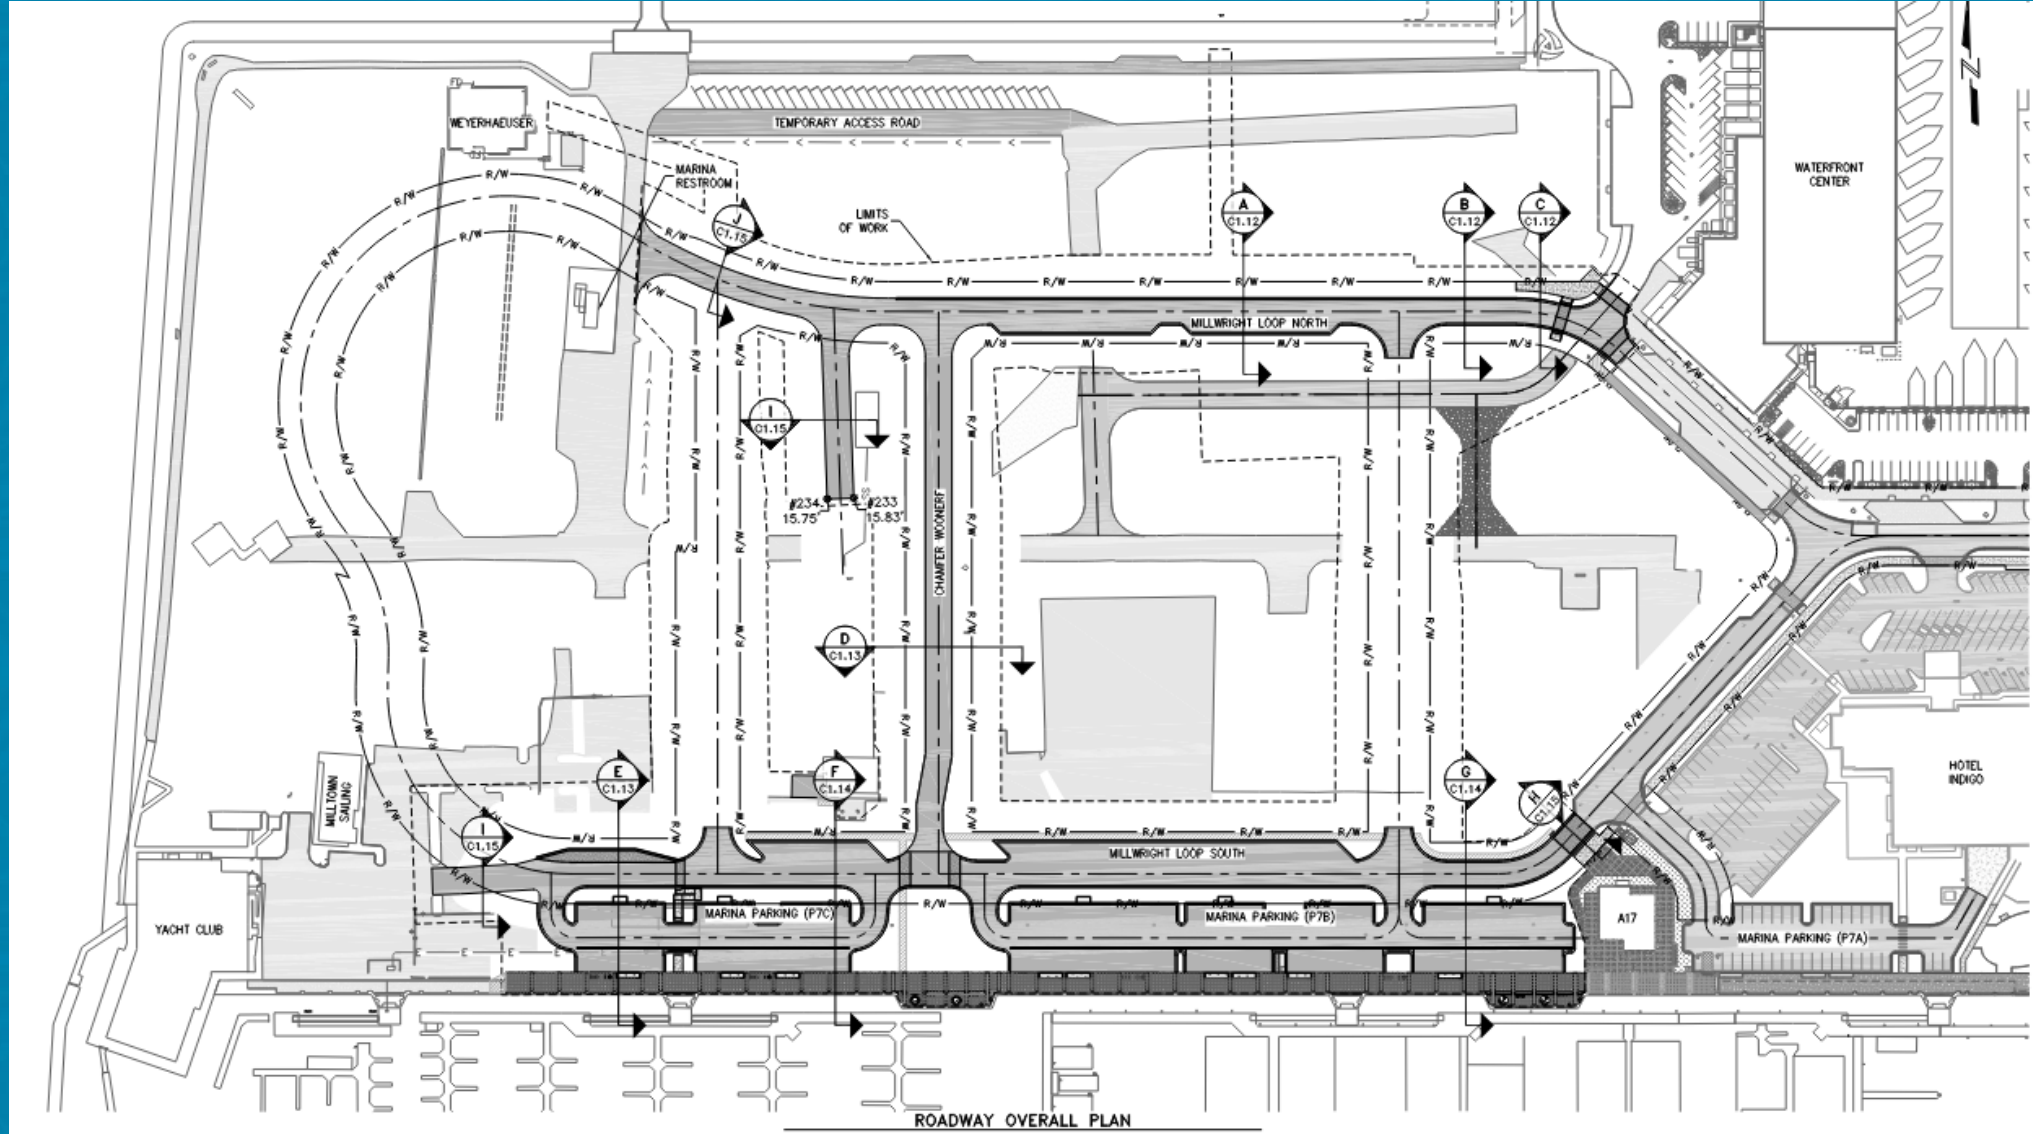 N
FD
WEYERHAEUSER
TEMPORARY ACCESS ROAD
WATERFRONT
CENTER
MARINA
RESTROOM
LIMITS
OF WORK
J
C1.15
A
C1.12
B
C1.12
C
C1.12
R/W
R/W
R/W
R/W
R/W
R/W
R/W
R/W
R/W
R/W
R/W
R/W
R/W
R/W
MILLWRIGHT LOOP NORTH
R/W
R/W
R/W
R/W
R/W
I
C1.15
#234
15.75'
#233
15.83'
SS
CHAMFER WOONERF
D
C1.13
HOTEL
INDIGO
E
C1.13
F
C1.14
G
C1.14
H
C1.15
MILLTOWN
SAILING
I
C1.15
R/W
R/W
R/W
R/W
R/W
R/W
R/W
MILLWRIGHT LOOP SOUTH
R/W
MARINA PARKING (P7C)
MARINA PARKING (P7B)
A17
MARINA PARKING (P7A)
YACHT CLUB
E
E
E
E
ROADWAY OVERALL PLAN